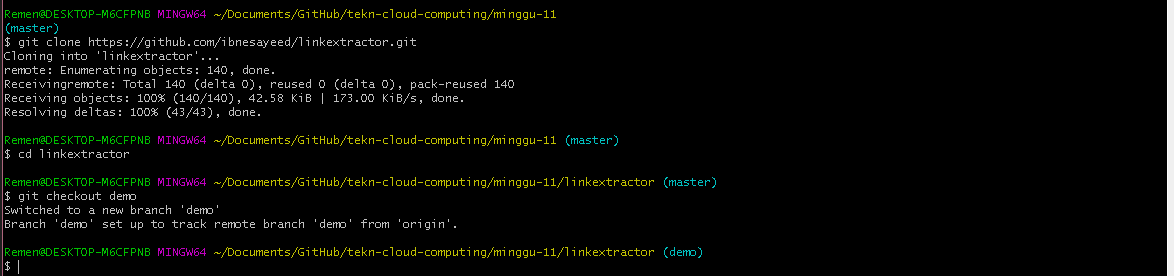 Remen@DESKTOP-M6CFPNB MINGW64 ~/Documents/GitHub/tekn-cloud-computing/minggu-11
(master)
$ git clone https://github.com/ibnesayeed/linkextractor.git
Cloning into 'linkextractor'...
remote: Enumerating objects: 140, done.
Receivingremote: Total 140 (delta 0), reused 0 (delta 0), pack-reused 140
Receiving objects: 100% (140/140), 42.58 KiB | 173.00 KiB/s, done.
Resolving deltas: 100% (43/43), done.
Remen@DESKTOP-M6CFPNB MINGW64 ~/Documents/GitHub/tekn-cloud-computing/minggu-11 (master)
$ cd linkextractor
Remen@DESKTOP-M6CFPNB MINGW64 ~/Documents/GitHub/tekn-cloud-computing/minggu-11/linkextractor (master)
$ git checkout demo
Switched to a new branch 'demo'
Branch 'demo' set up to track remote branch 'demo' from 'origin'.
Remen@DESKTOP-M6CFPNB MINGW64 ~/Documents/GitHub/tekn-cloud-computing/minggu-11/linkextractor (demo)
$